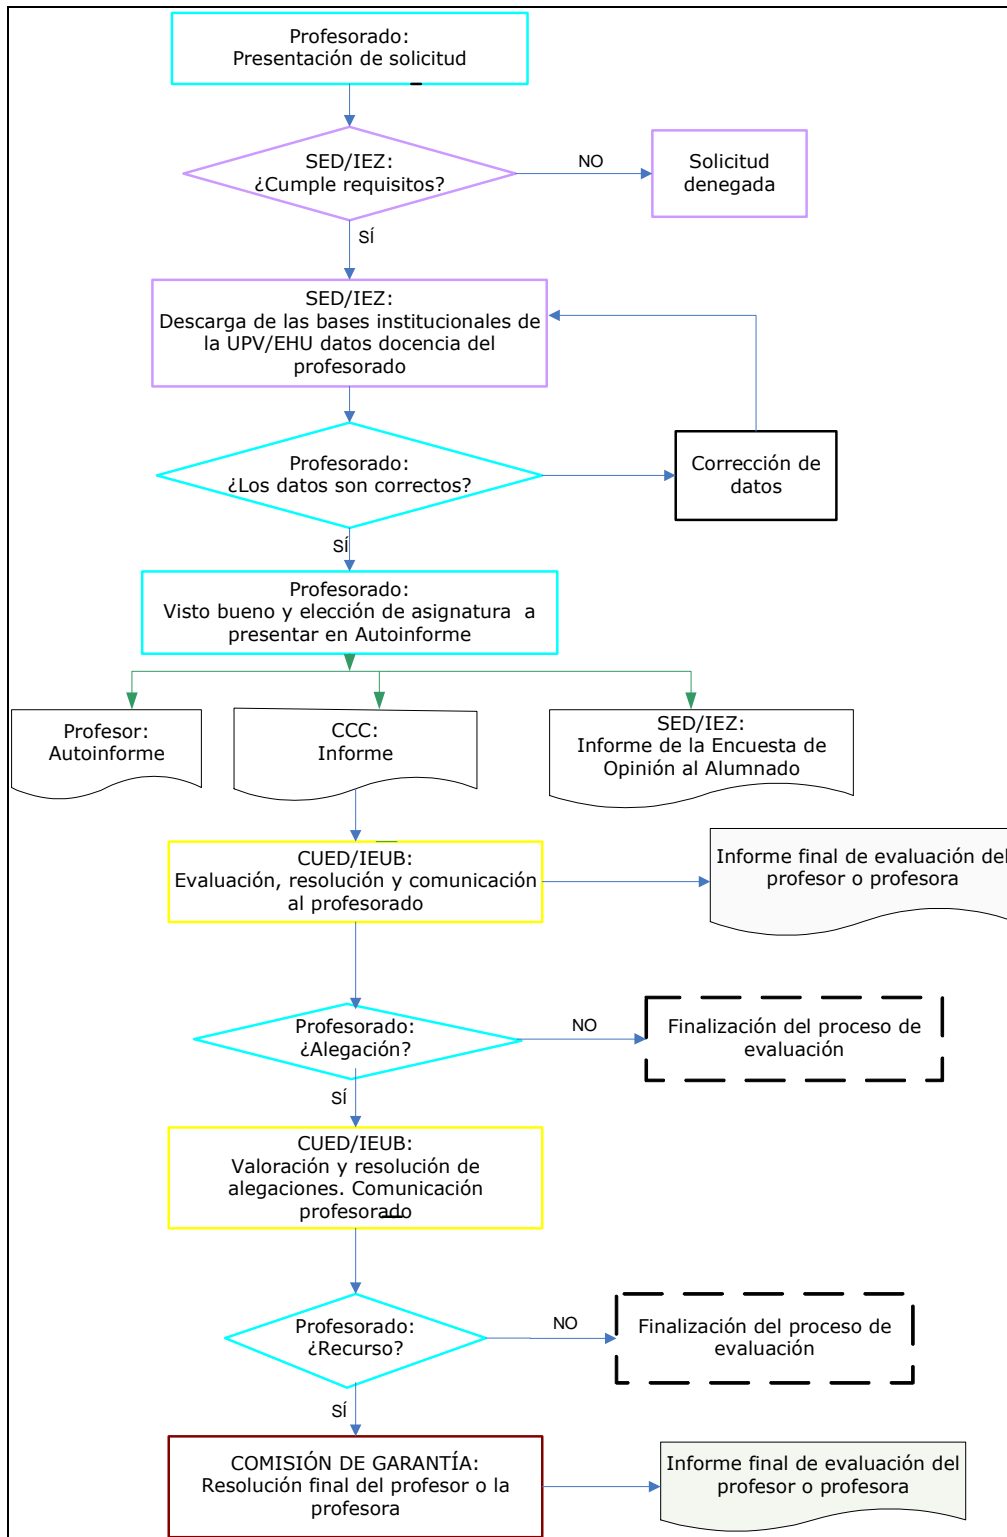 Profesorado:
Presentación de solicitud
SED/IEZ:
¿Cumple requisitos?
NO
Solicitud
denegada
SÍ
SED/IEZ:
Descarga de las bases institucionales de
la UPV/EHU datos docencia del
profesorado
Profesorado:
¿Los datos son correctos?
Corrección de
datos
SÍ
Profesorado:
Visto bueno y elección de asignatura a
presentar en Autoinforme
Profesor:
Autoinforme
CCC:
Informe
SED/IEZ:
Informe de la Encuesta de
Opinión al Alumnado
CUED/IEUB:
Evaluación, resolución y comunicación
al profesorado
Informe final de evaluación del
profesor o profesora
Profesorado:
¿Alegación?
NO
Finalización del proceso de
evaluación
SÍ
CUED/IEUB:
Valoración y resolución de
alegaciones. Comunicación
profesorado
Profesorado:
¿Recurso?
NO
Finalización del proceso de
evaluación
SÍ
COMISIÓN DE GARANTÍA:
Resolución final del profesor o la
profesora
Informe final de evaluación del
profesor o profesora